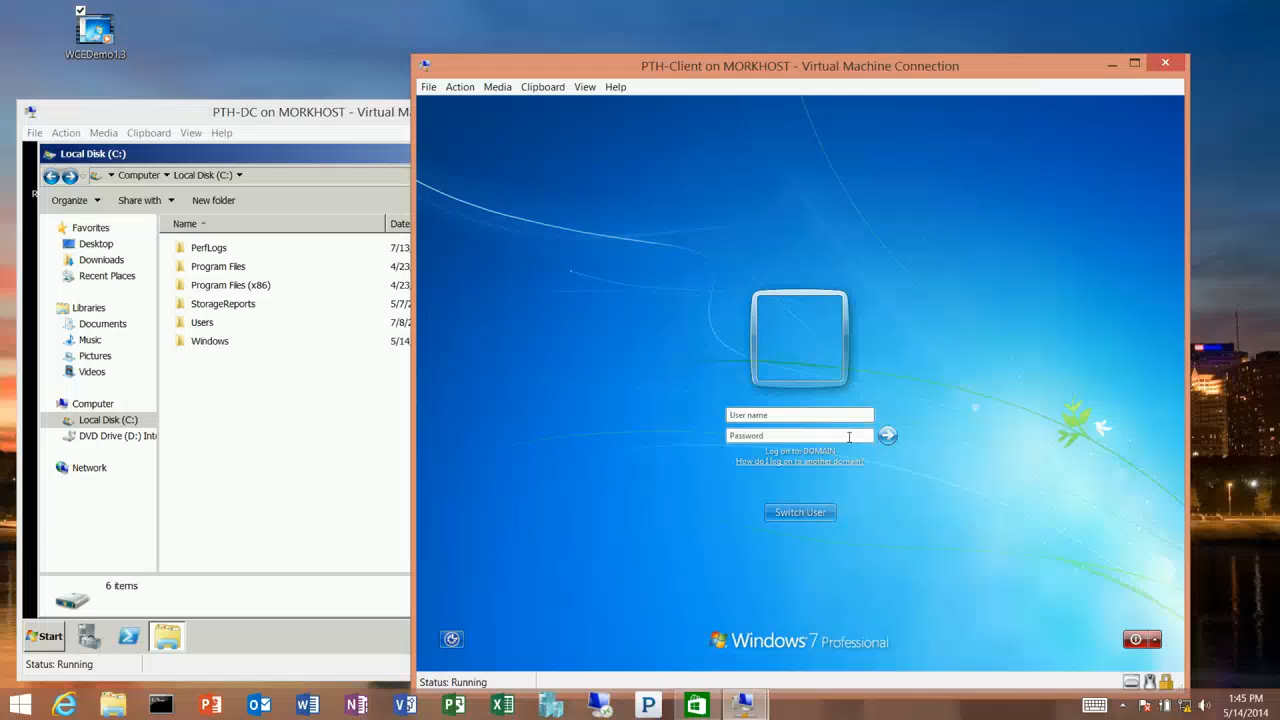 WCEDemo1.3
PTH-DC on MORKHOST - Virtual M
File Action Media Clipboard View Help
Local Disk (C:)
Computer Local Disk (C:)
Organize Share with New folder
Favorites
Desktop
Downloads
Recent Places
Libraries
Documents
Music
Pictures
Videos
Computer
Local Disk (C:)
DVD Drive (D:) Int
Network
Name Date
PerfLogs 7/13,
Program Files 4/23,
Program Files (x86) 4/23,
StorageReports 5/7/2
Users 7/8/2
Windows 5/14,
6 items
Start
Status: Running
PTH-Client on MORKHOST - Virtual Machine Connection
File Action Media Clipboard View Help
User name
Password
Log on to: DOMAIN
How do I log on to another domain?
Switch User
Windows 7 Professional
Status: Running
1:45 PM
5/14/2014